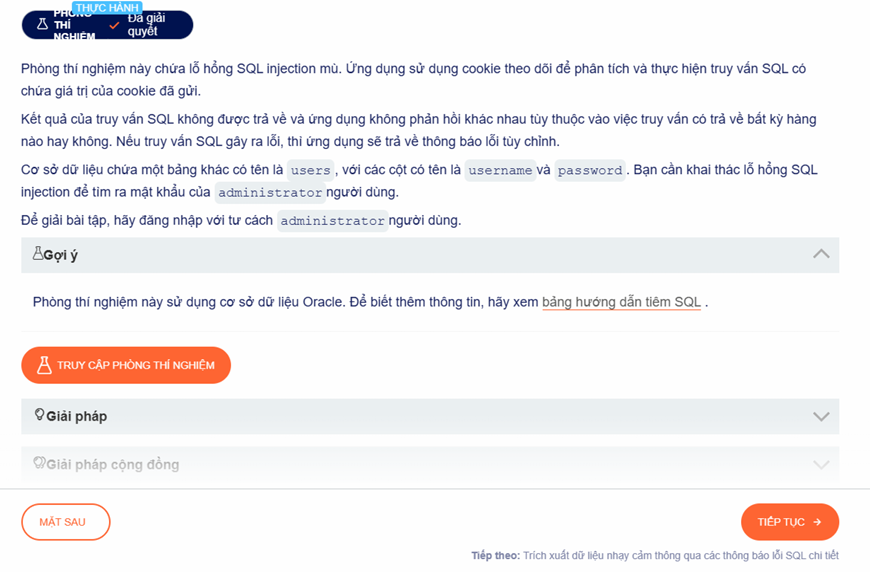 THỰC HÀNH
PHÒNG
THÍ
NGHIỆM
Đã giải
quyết
Phòng thí nghiệm này chứa lỗ hổng SQL injection mù. Ứng dụng sử dụng cookie theo dõi để phân tích và thực hiện truy vấn SQL có
chứa giá trị của cookie đã gửi.
Kết quả của truy vấn SQL không được trả về và ứng dụng không phản hồi khác nhau tùy thuộc vào việc truy vấn có trả về bất kỳ hàng
nào hay không. Nếu truy vấn SQL gây ra lỗi, thì ứng dụng sẽ trả về thông báo lỗi tùy chỉnh.
Cơ sở dữ liệu chứa một bảng khác có tên là users, với các cột có tên là username và password. Bạn cần khai thác lỗ hổng SQL
injection để tìm ra mật khẩu của administrator người dùng.
Để giải bài tập, hãy đăng nhập với tư cách administrator người dùng.
Gợi ý
Phòng thí nghiệm này sử dụng cơ sở dữ liệu Oracle. Để biết thêm thông tin, hãy xem bảng hướng dẫn tiêm SQL .
TRUY CẬP PHÒNG THÍ NGHIỆM
Giải pháp
Giải pháp cộng đồng
MẶT SAU
TIẾP TỤC →
Tiếp theo: Trích xuất dữ liệu nhạy cảm thông qua các thông báo lỗi SQL chi tiết